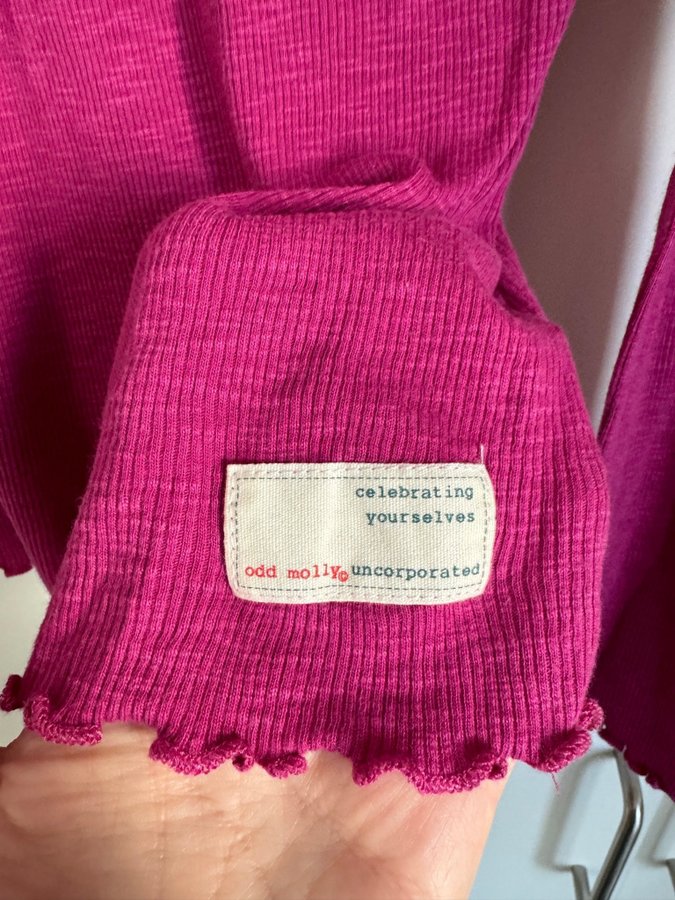 celebrating
yourselves
odd molly© uncorporated